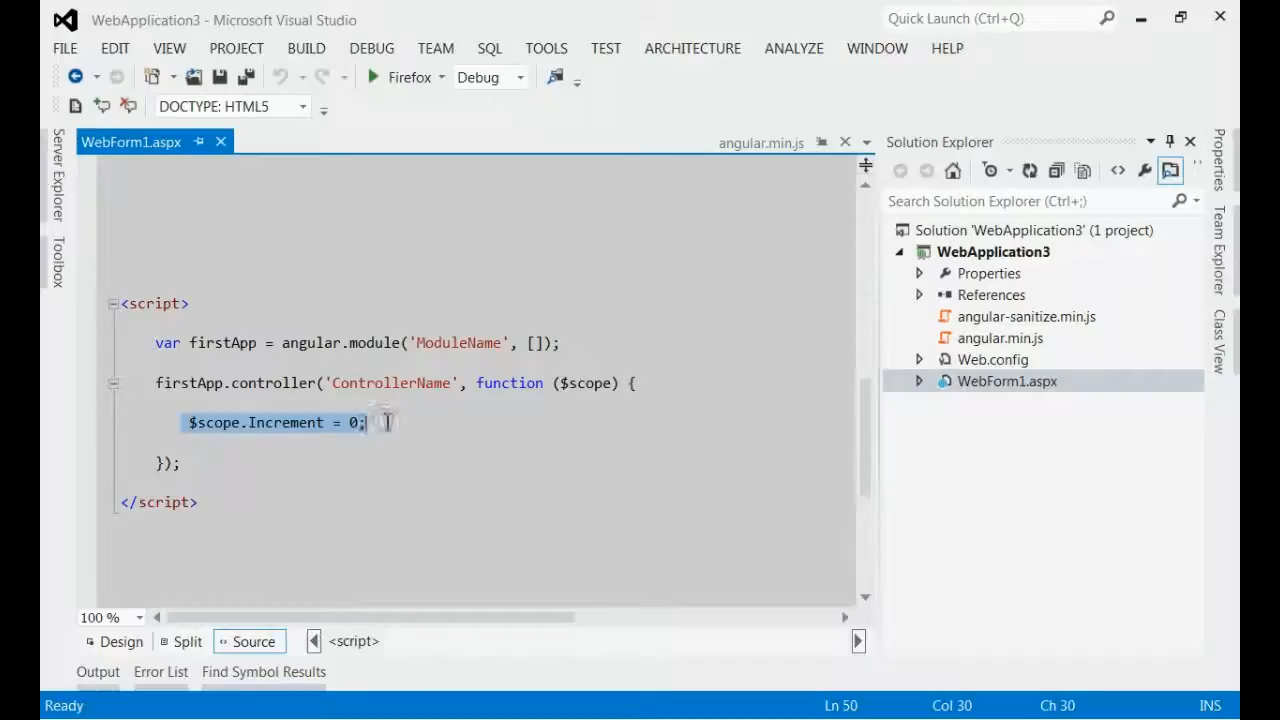 WebApplication3 - Microsoft Visual Studio
Quick Launch (Ctrl+Q)
FILE EDIT VIEW PROJECT BUILD DEBUG TEAM SQL TOOLS TEST ARCHITECTURE ANALYZE WINDOW HELP
Firefox Debug
DOCTYPE: HTML5
WebForm1.aspx
angular.min.js
Solution Explorer
Search Solution Explorer (Ctrl+;)
Solution 'WebApplication3' (1 project)
WebApplication3
Properties
References
angular-sanitize.min.js
angular.min.js
Web.config
WebForm1.aspx
Server Explorer
Toolbox
<script>
var firstApp = angular.module('ModuleName', []);
firstApp.controller('ControllerName', function ($scope) {
$scope.Increment = 0;
});
</script>
Properties
Team Explorer
Class View
100 %
Design Split Source <script>
Output Error List Find Symbol Results
Ready Ln 50 Col 30 Ch 30 INS